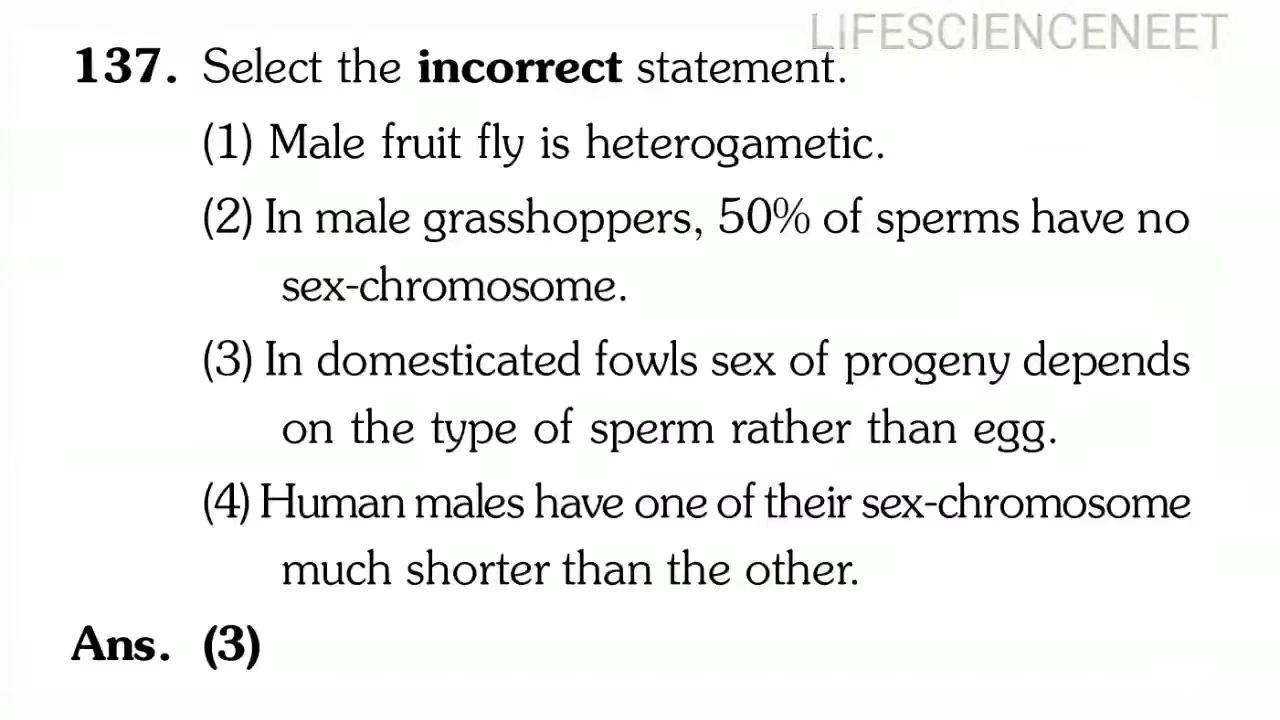 LIFESCIENCENEET
137. Select the incorrect statement.
(1) Male fruit fly is heterogametic.
(2) In male grasshoppers, 50% of sperms have no
sex-chromosome.
(3) In domesticated fowls sex of progeny depends
on the type of sperm rather than egg.
(4) Human males have one of their sex-chromosome
much shorter than the other.
Ans. (3)